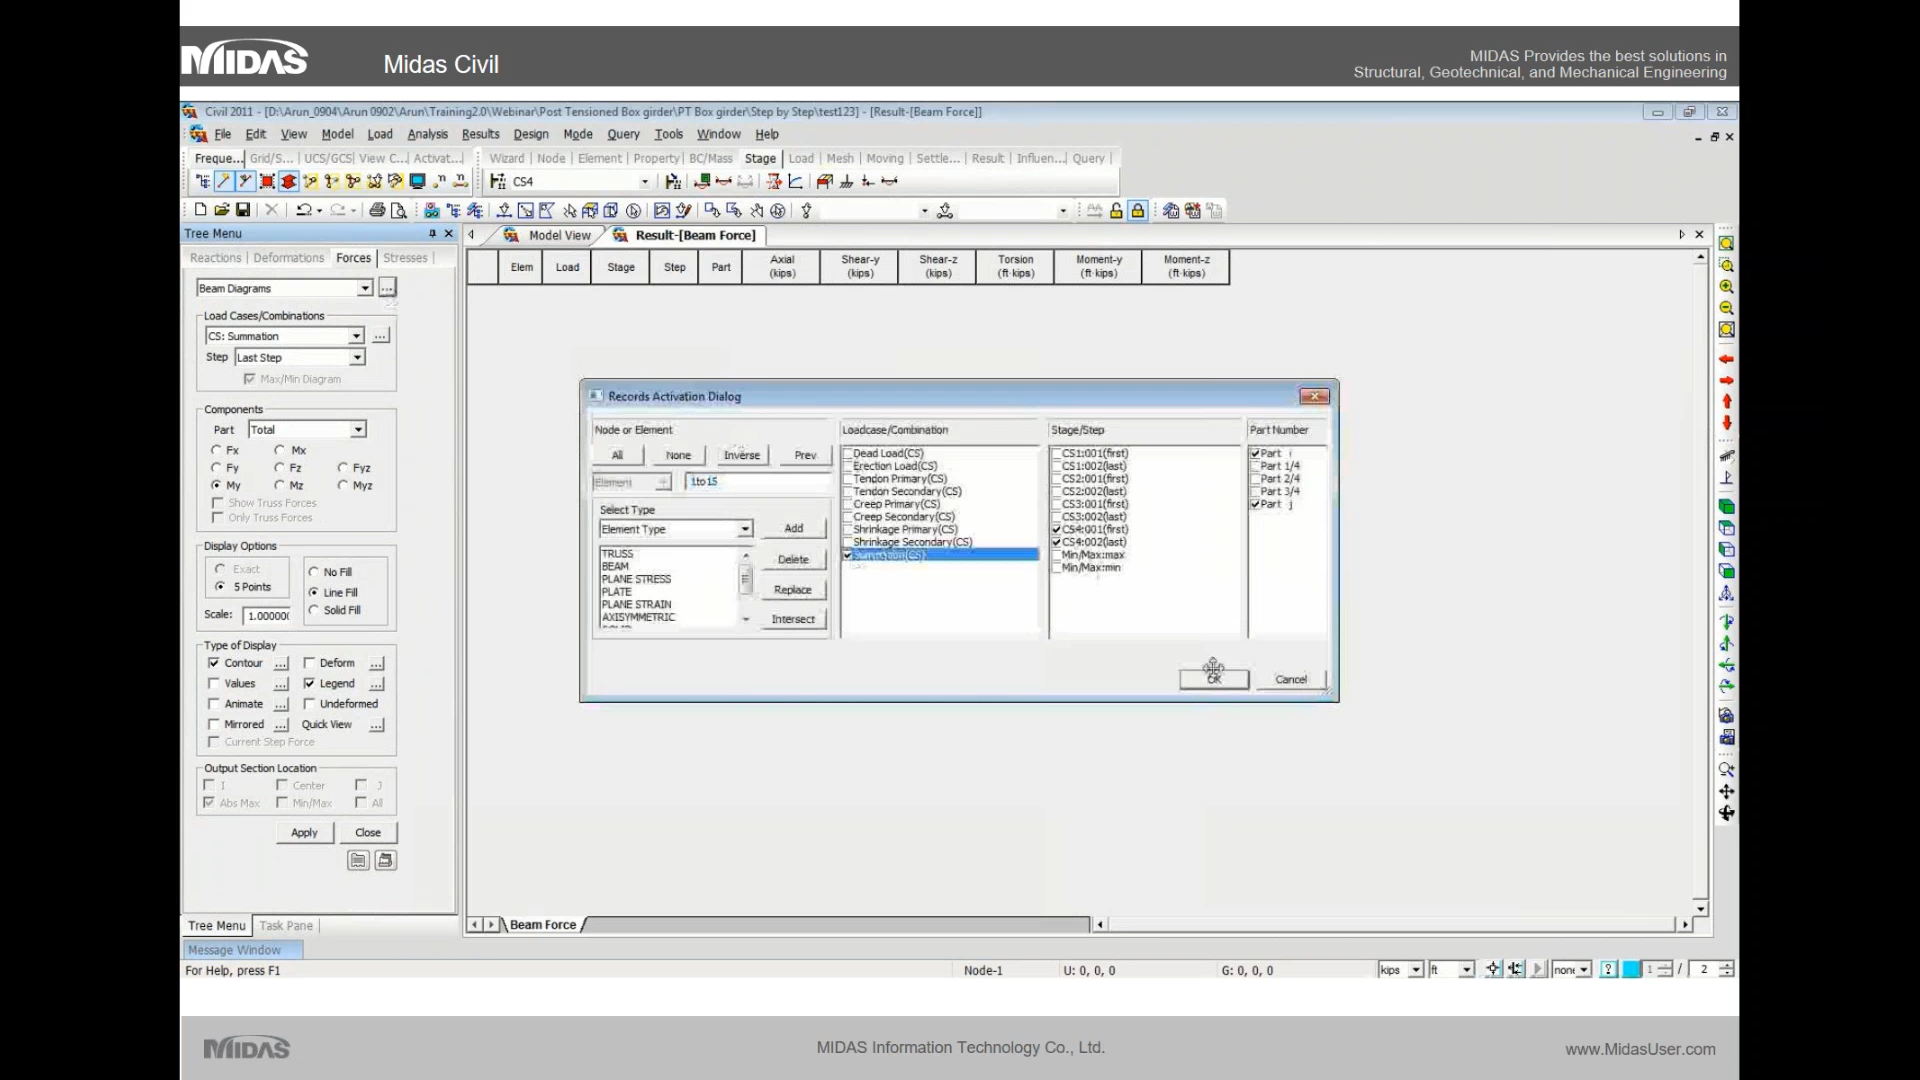 MIDAS
Midas Civil
MIDAS Provides the best solutions in
Structural, Geotechnical, and Mechanical Engineering
Civil 2011 - [D:\Arun_0904\Arun 0902\Arun\Training2.0\Webinar\Post Tensioned Box girder\PT Box girder\Step by Step\test123] - [Result-[Beam Force]]
File Edit View Model Load Analysis Results Design Mode Query Tools Window Help
Freque... Grid/S... UCS/GCS View C... Activat... Wizard Node Element Property BC/Mass Stage Load Mesh Moving Settle... Result Influen... Query
CS4
Tree Menu
Model View
Result-[Beam Force]
Reactions Deformations Forces Stresses
Beam Diagrams
Load Cases/Combinations
CS: Summation
Step Last Step
Max/Min Diagram
Components
Part Total
Fx Mx
Fy Fz Fyz
My Mz Myz
Show Truss Forces
Only Truss Forces
Display Options
Exact No Fill
5 Points Line Fill
Scale: 1.00000 Solid Fill
Type of Display
Contour ... Deform ...
Values ... Legend ...
Animate ... Undeformed
Mirrored ... Quick View ...
Current Step Force
Output Section Location
I Center J
Abs Max Min/Max All
Apply Close
Tree Menu Task Pane
Message Window
For Help, press F1
Elem Load Stage Step Part Axial (kips) Shear-y (kips) Shear-z (kips) Torsion (ft·kips) Moment-y (ft·kips) Moment-z (ft·kips)
Records Activation Dialog
Node or Element
All None Inverse Prev
Element 1to15
Select Type
Element Type Add
TRUSS
BEAM
PLANE STRESS
PLATE
PLANE STRAIN
AXISYMMETRIC
Delete
Replace
Intersect
Loadcase/Combination
Dead Load(CS)
Erection Load(CS)
Tendon Primary(CS)
Tendon Secondary(CS)
Creep Primary(CS)
Creep Secondary(CS)
Shrinkage Primary(CS)
Shrinkage Secondary(CS)
Summation(CS)
Stage/Step
CS1:001(first)
CS1:002(last)
CS2:001(first)
CS2:002(last)
CS3:001(first)
CS3:002(last)
CS4:001(first)
CS4:002(last)
Min/Max:max
Min/Max:min
Part Number
Part i
Part 1/4
Part 2/4
Part 3/4
Part j
OK Cancel
Beam Force
Node-1 U: 0, 0, 0 G: 0, 0, 0 kips ft none 1 / 2
MIDAS
MIDAS Information Technology Co., Ltd.
www.MidasUser.com